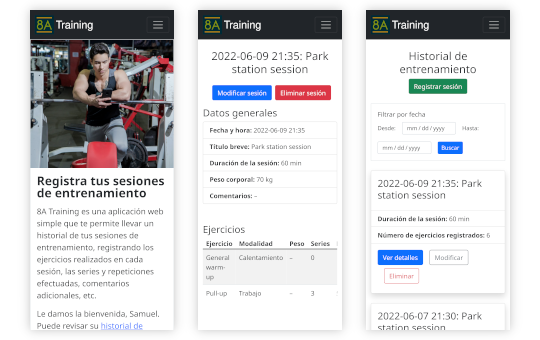 8A Training
Registra tus sesiones
de entrenamiento
8A Training es una aplicación web
simple que te permite llevar un
historial de tus sesiones de
entrenamiento, registrando los
ejercicios realizados en cada
sesión, las series y repeticiones
efectuadas, comentarios
adicionales, etc.
Le damos la bienvenida, Samuel.
Puede revisar su historial de
8A Training
2022-06-09 21:35: Park
station session
Modificar sesión Eliminar sesión
Datos generales
Fecha y hora: 2022-06-09 21:35
Título breve: Park station session
Duración de la sesión: 60 min
Peso corporal: 70 kg
Comentarios: –
Ejercicios
Ejercicio Modalidad Peso Series
General Calentamiento – 0
warm-
up
Pull-up Trabajo – 3
8A Training
Historial de
entrenamiento
Registrar sesión
Filtrar por fecha
Desde: mm / dd / yyyy Hasta:
mm / dd / yyyy Buscar
2022-06-09 21:35: Park
station session
Duración de la sesión: 60 min
Número de ejercicios registrados: 6
Ver detalles Modificar
Eliminar
2022-06-07 21:30: Park
station session